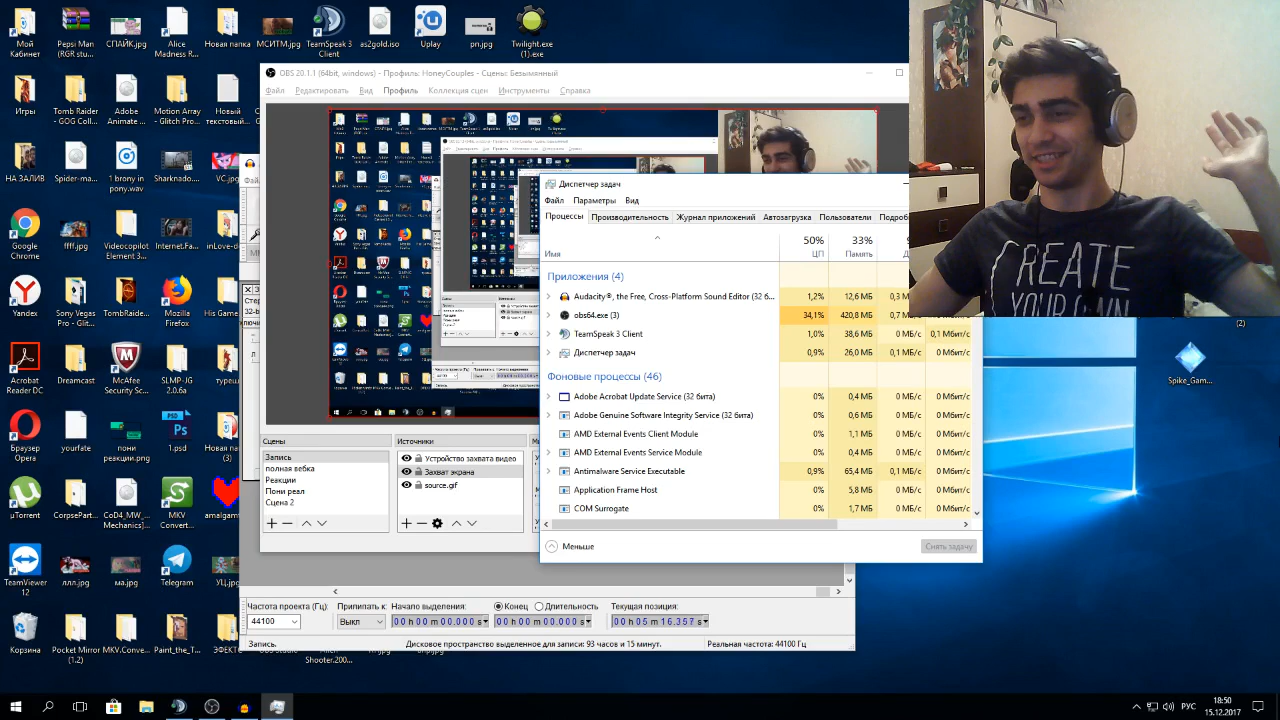 Мой Кабинет
Pepsi Man (RGR stu...
СПАЙК.jpg
Alice Madness R...
Новая папка
МСИТМ.jpg
TeamSpeak 3 Client
as2gold.iso
Uplay
рп.jpg
Twilight.exe (1).exe
Игры
Tomb Raider - GOG Coll...
Adobe Animate ...
Motion Array - Glitch Pro...
Новый текстовый...
НА ЗАЛИВ
Spider-ma...
1 brony in pony.wav
Sharknado....
VC.jpg
Google Chrome
ffff.jpg
Videocopilot - Element...
Internet.Fa...
inLove-d
Yandex
Sony Vegas Pro - GFXI...
Dominos...
Mozilla Firefox
His Game
Acrobat Reader DC
Dreamcast
McAfee Security...
SLMP-JG 2.0.6a
турец...
Браузер Opera
yourfate
пони реакции.png
1.psd
Новая па (3)
μTorrent
CorpsePart...
CoD4_MW_... Mechanics]...
MKV Convert...
amalgamt
TeamViewer 12
ллл.jpg
ма.jpg
Telegram
УЦ.jpg
Корзина
Pocket Mirror (1.2)
MKV.Conve...
Paint_the_T...
ЭФЕКТ
Shooter.200...
OBS 20.1.1 (64bit, windows) - Профиль: HoneyCouples - Сцены: Безымянный
Файл Редактировать Вид Профиль Коллекция сцен Инструменты Справка
Сцены
Запись
полная вебка
Реакции
Пони реал
Сцена 2
Источники
Устройство захвата видео
Захват экрана
source.gif
Диспетчер задач
Файл Параметры Вид
Процессы Производительность Журнал приложений Автозагрузка Пользователи Подроб
50% 33%
Имя ЦП Память
Приложения (4)
Audacity®, the Free, Cross-Platform Sound Editor (32 б... 1,2% 12,6 МБ 0,3 М
obs64.exe (3) 34,1% 420,8 МБ 0,7 М
TeamSpeak 3 Client 1,6% 38,6 МБ 0 МБ/с 0,1 Мбит/с
Диспетчер задач 0,9% 26,0 МБ 0 МБ/с 0 Мбит/с
Фоновые процессы (46)
Adobe Acrobat Update Service (32 бита) 0% 0,4 МБ 0 МБ/с 0 Мбит/с
Adobe Genuine Software Integrity Service (32 бита) 0% 0,6 МБ 0 МБ/с 0 Мбит/с
AMD External Events Client Module 0% 1,1 МБ 0 МБ/с 0 Мбит/с
AMD External Events Service Module 0% 0,4 МБ 0 МБ/с 0 Мбит/с
Antimalware Service Executable 0,9% 65,4 МБ 0,1 МБ/с 0 Мбит/с
Application Frame Host 0% 5,8 МБ 0 МБ/с 0 Мбит/с
COM Surrogate 0% 1,7 МБ 0 МБ/с 0 Мбит/с
Меньше
Снять задачу
CREATE
YOUR
(2)
Spike_Gam...
Частота проекта (Гц): Прилипать к: Начало выделения: Конец Длительность Текущая позиция:
44100 Выкл 00 h 00 m 00.000 s 00 h 00 m 00.000 s 00 h 05 m 16.357 s
Запись. Дисковое пространство выделенное для записи: 93 часов и 15 минут. Реальная частота: 44100 Гц
РУС
18:50
15.12.2017